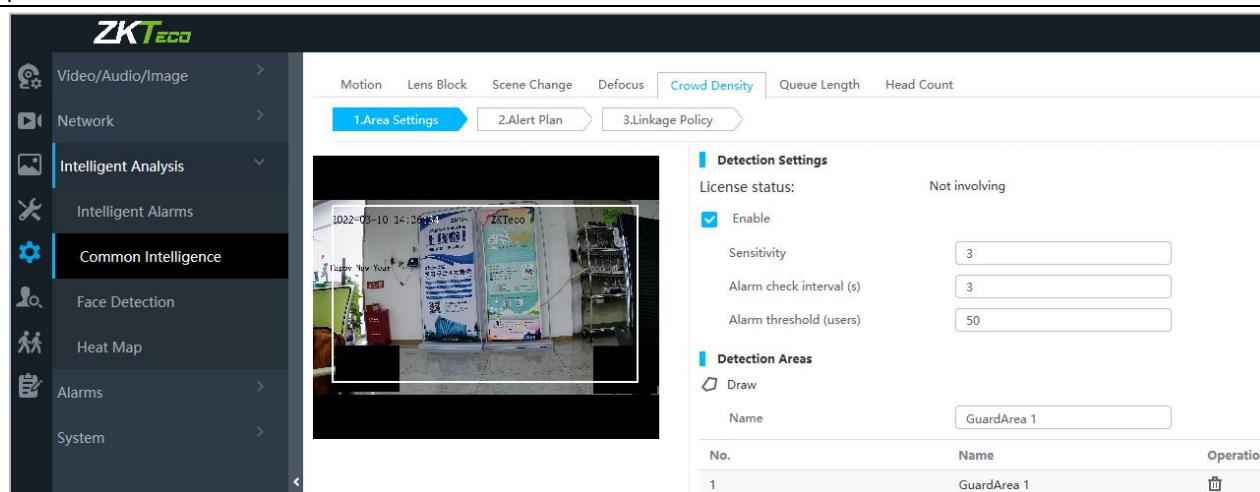 ZKTeco
Video/Audio/Image
Network
Intelligent Analysis
Intelligent Alarms
Common Intelligence
Face Detection
Heat Map
Alarms
System
Motion Lens Block Scene Change Defocus Crowd Density Queue Length Head Count
1.Area Settings 2.Alert Plan 3.Linkage Policy
2022-03-10 14:26:34
ZKTeco
Happy New Year
Detection Settings
License status: Not involving
Enable
Sensitivity 3
Alarm check interval (s) 3
Alarm threshold (users) 50
Detection Areas
Draw
Name GuardArea 1
No. Name Operatio
1 GuardArea 1